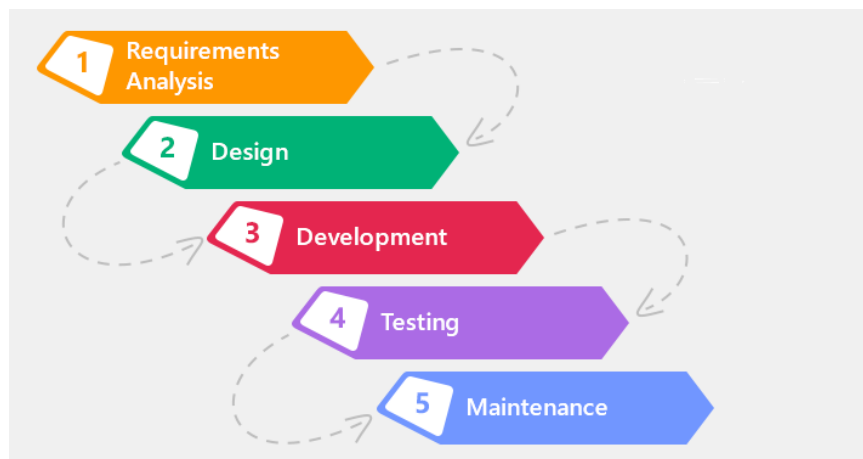 1
Requirements
Analysis
2
Design
3
Development
4
Testing
5
Maintenance